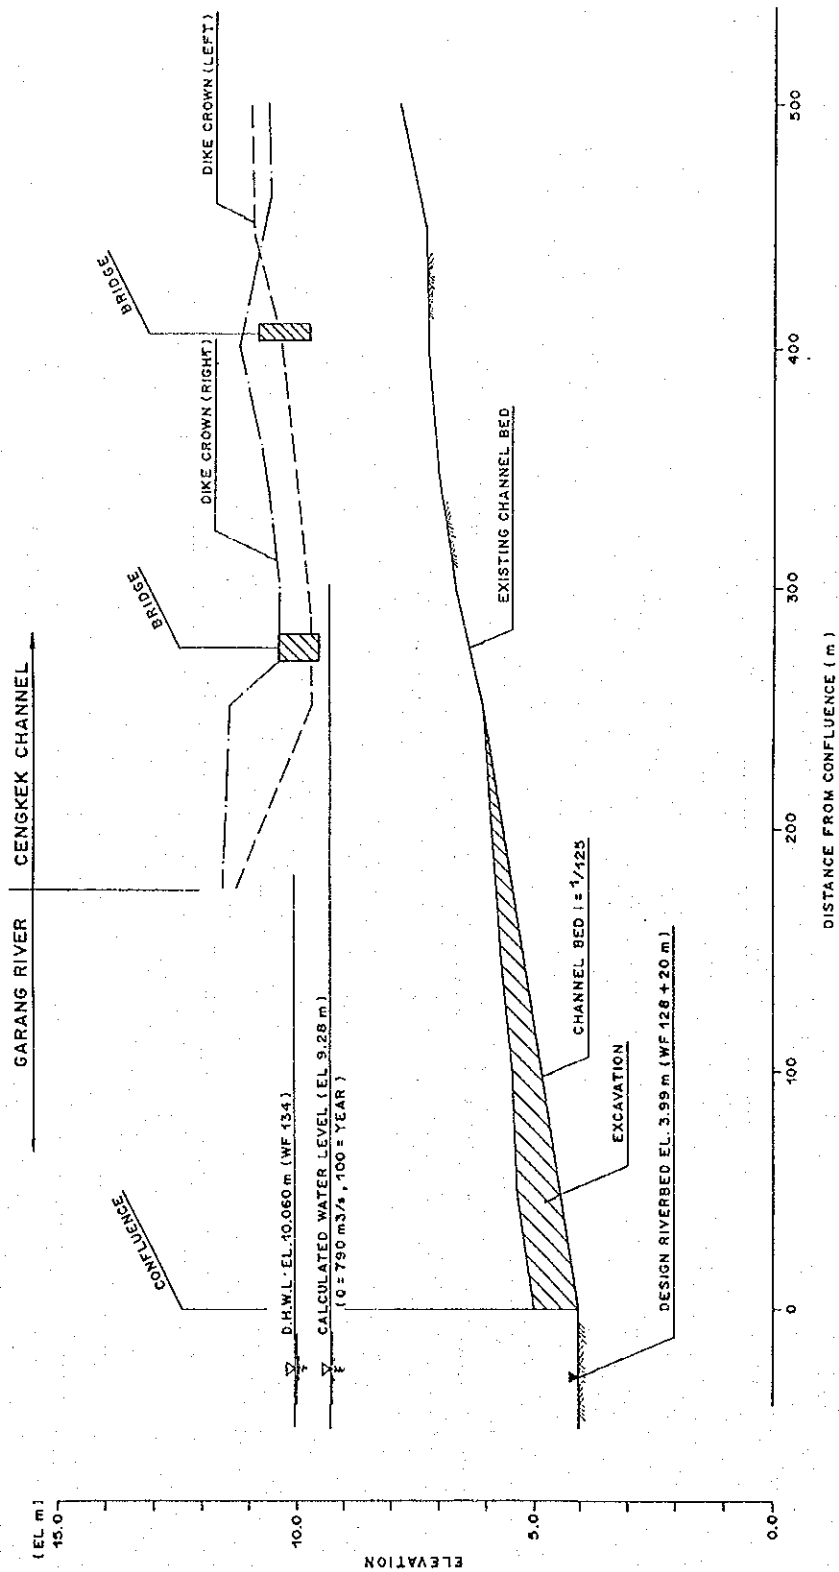 (EL m)
15.0
10.0
5.0
0.0
ELEVATION
GARANG RIVER
CENGKEK CHANNEL
CONFLUENCE
D.H.W.L. EL.10.060 m (WF 134)
CALCULATED WATER LEVEL (EL 9.28 m)
(Q = 790 m3/s, 100 = YEAR)
BRIDGE
DIKE CROWN (RIGHT)
BRIDGE
DIKE CROWN (LEFT)
EXISTING CHANNEL BED
CHANNEL BED I = 1/125
EXCAVATION
DESIGN RIVERBED EL. 3.99 m (WF 128 + 20 m)
0
100
200
300
400
500
DISTANCE FROM CONFLUENCE (m)